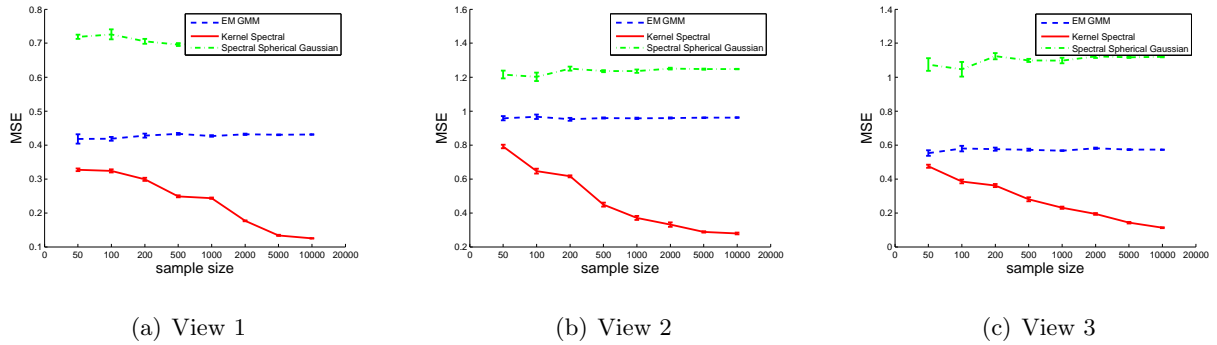 0.8
0.7
0.6
0.5
0.4
0.3
0.2
0.1
MSE
0 50 100 200 500 1000 2000 5000 10000 20000
sample size
EM GMM
Kernel Spectral
Spectral Spherical Gaussian
(a) View 1
1.6
1.4
1.2
1
0.8
0.6
0.4
0.2
MSE
0 50 100 200 500 1000 2000 5000 10000 20000
sample size
EM GMM
Kernel Spectral
Spectral Spherical Gaussian
(b) View 2
1.4
1.2
1
0.8
0.6
0.4
0.2
0
MSE
0 50 100 200 500 1000 2000 5000 10000 20000
sample size
EM GMM
Kernel Spectral
Spectral Spherical Gaussian
(c) View 3